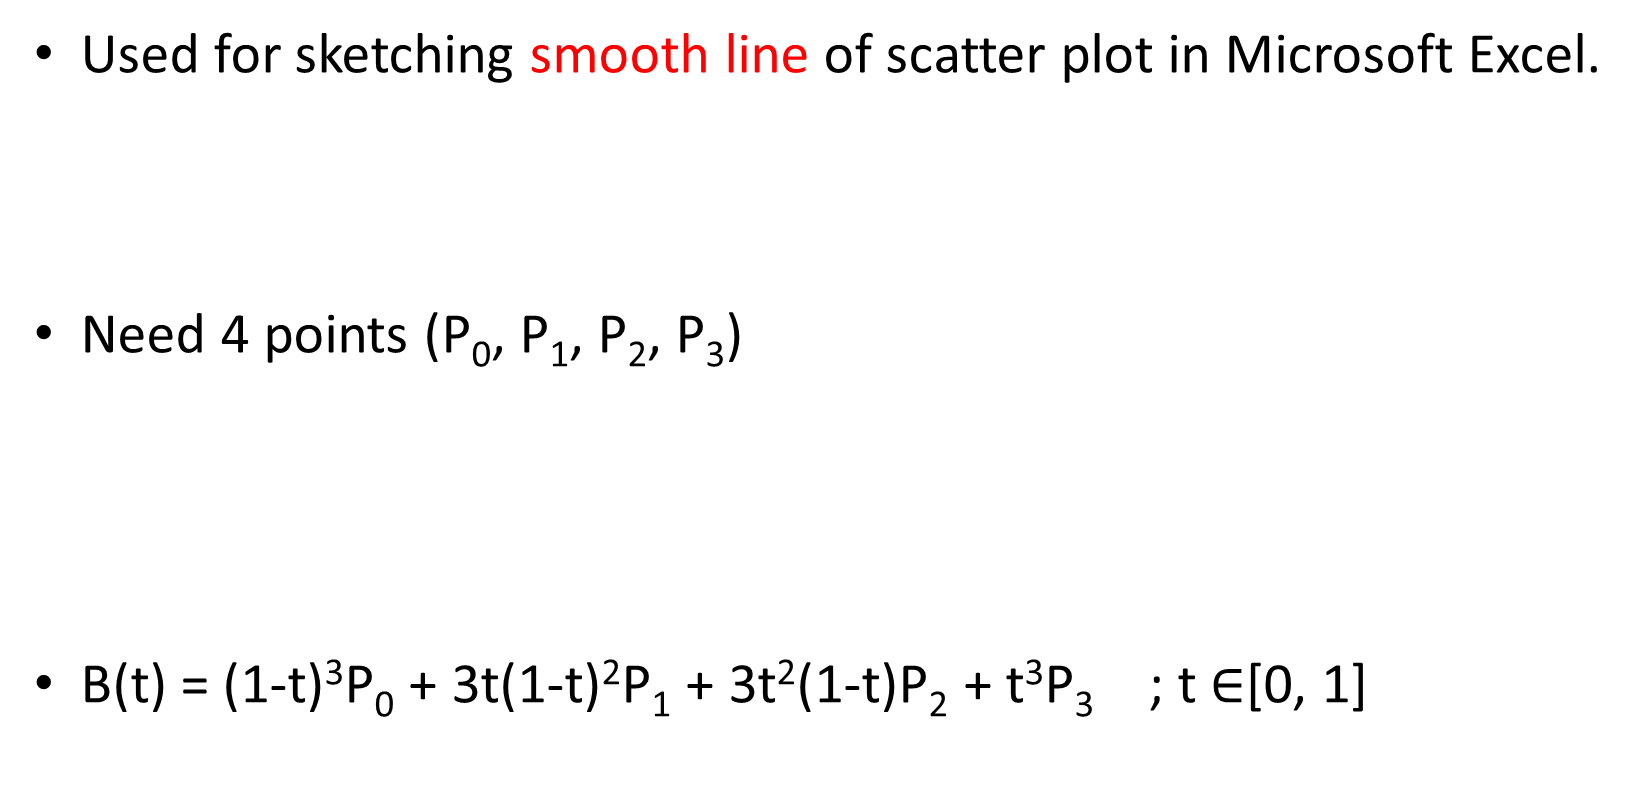 • Used for sketching smooth line of scatter plot in Microsoft Excel.
• Need 4 points (P₀, P₁, P₂, P₃)
• B(t) = (1-t)³P₀ + 3t(1-t)²P₁ + 3t²(1-t)P₂ + t³P₃ ; t ∈[0, 1]